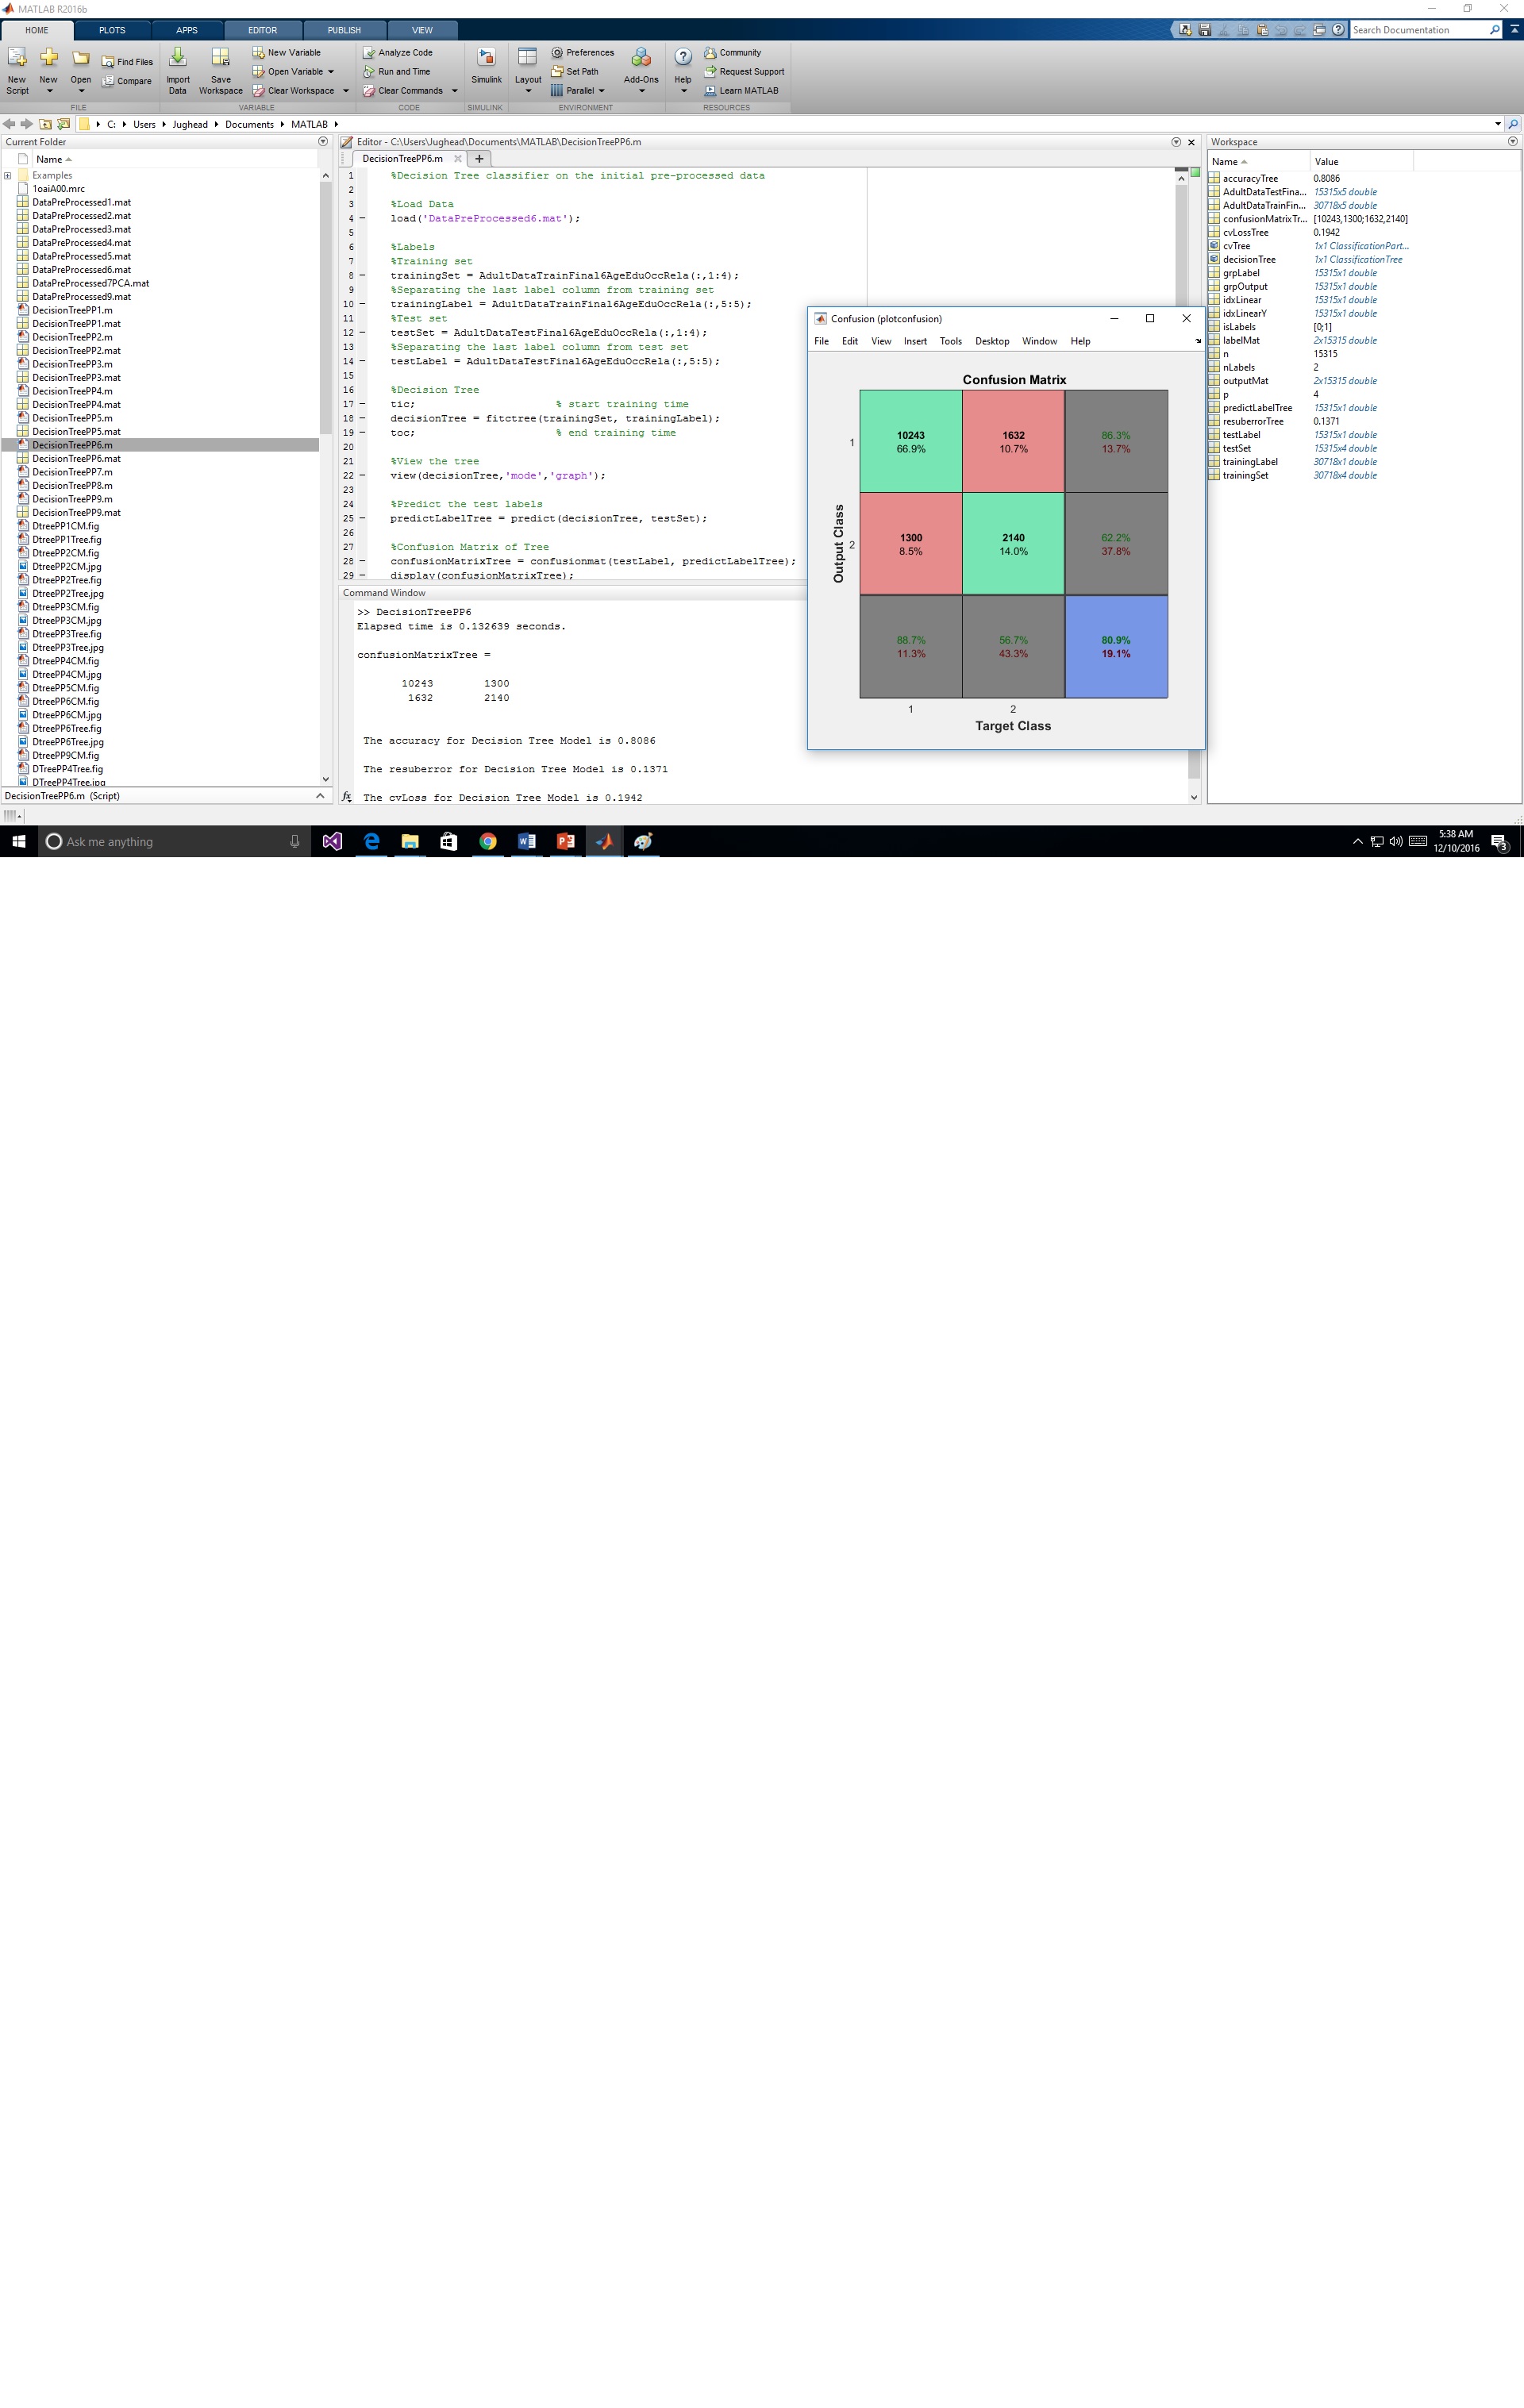 MATLAB R2016b
HOME PLOTS APPS EDITOR PUBLISH VIEW
Search Documentation
New Script
New
Open
Find Files
Compare
FILE
Import Data
Save Workspace
New Variable
Open Variable
Clear Workspace
VARIABLE
Analyze Code
Run and Time
Clear Commands
CODE
Simulink
SIMULINK
Layout
Preferences
Set Path
Parallel
Add-Ons
ENVIRONMENT
Help
Community
Request Support
Learn MATLAB
RESOURCES
C: Users Jughead Documents MATLAB
Current Folder
Name
Examples
1oaiA00.mrc
DataPreProcessed1.mat
DataPreProcessed2.mat
DataPreProcessed3.mat
DataPreProcessed4.mat
DataPreProcessed5.mat
DataPreProcessed6.mat
DataPreProcessed7PCA.mat
DataPreProcessed9.mat
DecisionTreePP1.m
DecisionTreePP1.mat
DecisionTreePP2.m
DecisionTreePP2.mat
DecisionTreePP3.m
DecisionTreePP3.mat
DecisionTreePP4.m
DecisionTreePP4.mat
DecisionTreePP5.m
DecisionTreePP5.mat
DecisionTreePP6.m
DecisionTreePP6.mat
DecisionTreePP7.m
DecisionTreePP8.m
DecisionTreePP9.m
DecisionTreePP9.mat
DtreePP1CM.fig
DtreePP1Tree.fig
DtreePP2CM.fig
DtreePP2CM.jpg
DtreePP2Tree.fig
DtreePP2Tree.jpg
DtreePP3CM.fig
DtreePP3CM.jpg
DtreePP3Tree.fig
DtreePP3Tree.jpg
DtreePP4CM.fig
DtreePP4CM.jpg
DtreePP5CM.fig
DtreePP6CM.fig
DtreePP6CM.jpg
DtreePP6Tree.fig
DtreePP6Tree.jpg
DtreePP9CM.fig
DTreePP4Tree.fig
DTreePP4Tree.jpg
DecisionTreePP6.m (Script)
Editor - C:\Users\Jughead\Documents\MATLAB\DecisionTreePP6.m
DecisionTreePP6.m
1 %Decision Tree classifier on the initial pre-processed data
2
3 %Load Data
4 load('DataPreProcessed6.mat');
5
6 %Labels
7 %Training set
8 trainingSet = AdultDataTrainFinal6AgeEduOccRela(:,1:4);
9 %Separating the last label column from training set
10 trainingLabel = AdultDataTrainFinal6AgeEduOccRela(:,5:5);
11 %Test set
12 testSet = AdultDataTestFinal6AgeEduOccRela(:,1:4);
13 %Separating the last label column from test set
14 testLabel = AdultDataTestFinal6AgeEduOccRela(:,5:5);
15
16 %Decision Tree
17 tic; % start training time
18 decisionTree = fitctree(trainingSet, trainingLabel);
19 toc; % end training time
20
21 %View the tree
22 view(decisionTree,'mode','graph');
23
24 %Predict the test labels
25 predictLabelTree = predict(decisionTree, testSet);
26
27 %Confusion Matrix of Tree
28 confusionMatrixTree = confusionmat(testLabel, predictLabelTree);
29 display(confusionMatrixTree);
Command Window
>> DecisionTreePP6
Elapsed time is 0.132639 seconds.
confusionMatrixTree =
10243 1300
1632 2140
The accuracy for Decision Tree Model is 0.8086
The resuberror for Decision Tree Model is 0.1371
The cvLoss for Decision Tree Model is 0.1942
fx
Confusion (plotconfusion)
File Edit View Insert Tools Desktop Window Help
Confusion Matrix
Output Class
1
10243 66.9%
1632 10.7%
86.3% 13.7%
2
1300 8.5%
2140 14.0%
62.2% 37.8%
88.7% 11.3%
56.7% 43.3%
80.9% 19.1%
1 2
Target Class
Workspace
Name Value
accuracyTree 0.8086
AdultDataTestFina... 15315x5 double
AdultDataTrainFin... 30718x5 double
confusionMatrixTr... [10243,1300;1632,2140]
cvLossTree 0.1942
cvTree 1x1 ClassificationPart...
decisionTree 1x1 ClassificationTree
grpLabel 15315x1 double
grpOutput 15315x1 double
idxLinear 15315x1 double
idxLinearY 15315x1 double
isLabels [0;1]
labelMat 2x15315 double
n 15315
nLabels 2
outputMat 2x15315 double
p 4
predictLabelTree 15315x1 double
resuberrorTree 0.1371
testLabel 15315x1 double
testSet 15315x4 double
trainingLabel 30718x1 double
trainingSet 30718x4 double
Ask me anything
5:38 AM
12/10/2016
3